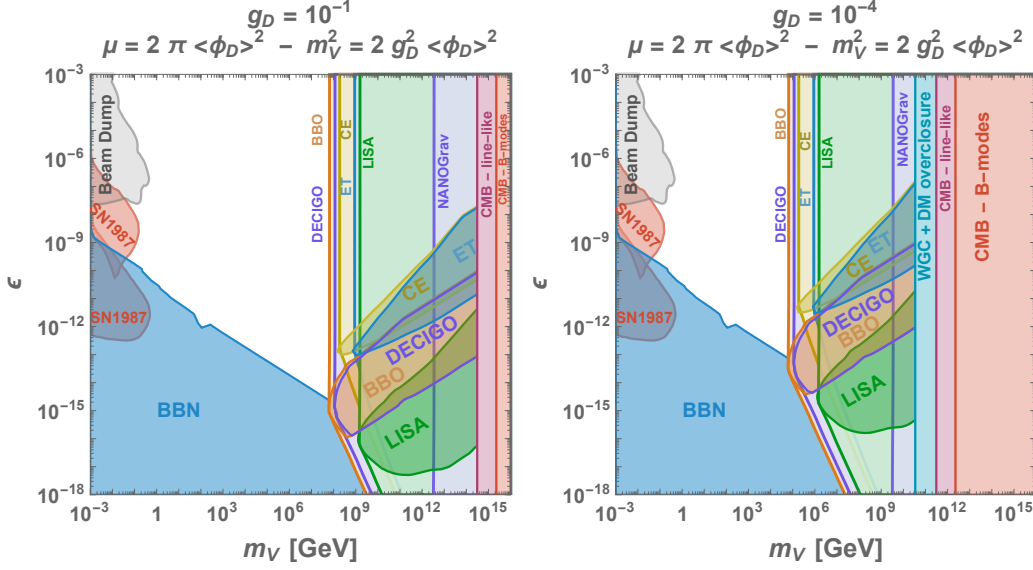 g_D = 10^-1
μ = 2 π <ϕ_D>^2 − m_V^2 = 2 g_D^2 <ϕ_D>^2
10^-3
10^-6
10^-9
10^-12
10^-15
10^-18
ϵ
Beam Dump
SN1987
SN1987
BBN
BBO
DECIGO
CE
ET
LISA
NANOGrav
CMB − line−like
CMB − B−modes
ET
CE
DECIGO
BBO
LISA
10^-3
1
10^3
10^6
10^9
10^12
10^15
m_V [GeV]
g_D = 10^-4
μ = 2 π <ϕ_D>^2 − m_V^2 = 2 g_D^2 <ϕ_D>^2
10^-3
10^-6
10^-9
10^-12
10^-15
10^-18
ϵ
Beam Dump
SN1987
SN1987
BBN
BBO
DECIGO
CE
ET
LISA
NANOGrav
WGC + DM overclosure
CMB − line−like
CMB − B−modes
ET
CE
DECIGO
BBO
LISA
10^-3
1
10^3
10^6
10^9
10^12
10^15
m_V [GeV]